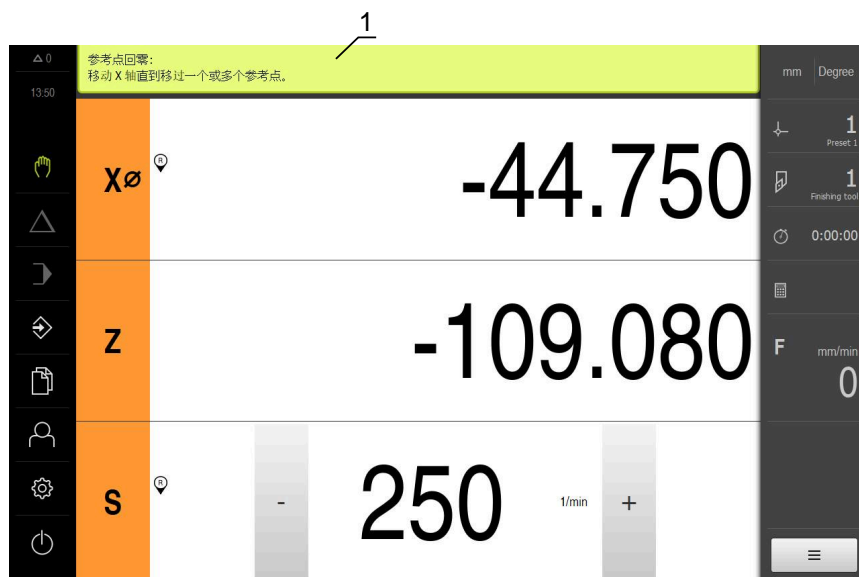 1
0
参考点回零:
移动 X 轴直到移过一个或多个参考点。
mm Degree
13:50
1
Preset 1
XØ R -44.750
1
Finishing tool
0:00:00
Z -109.080
F mm/min
0
S R - 250 1/min +